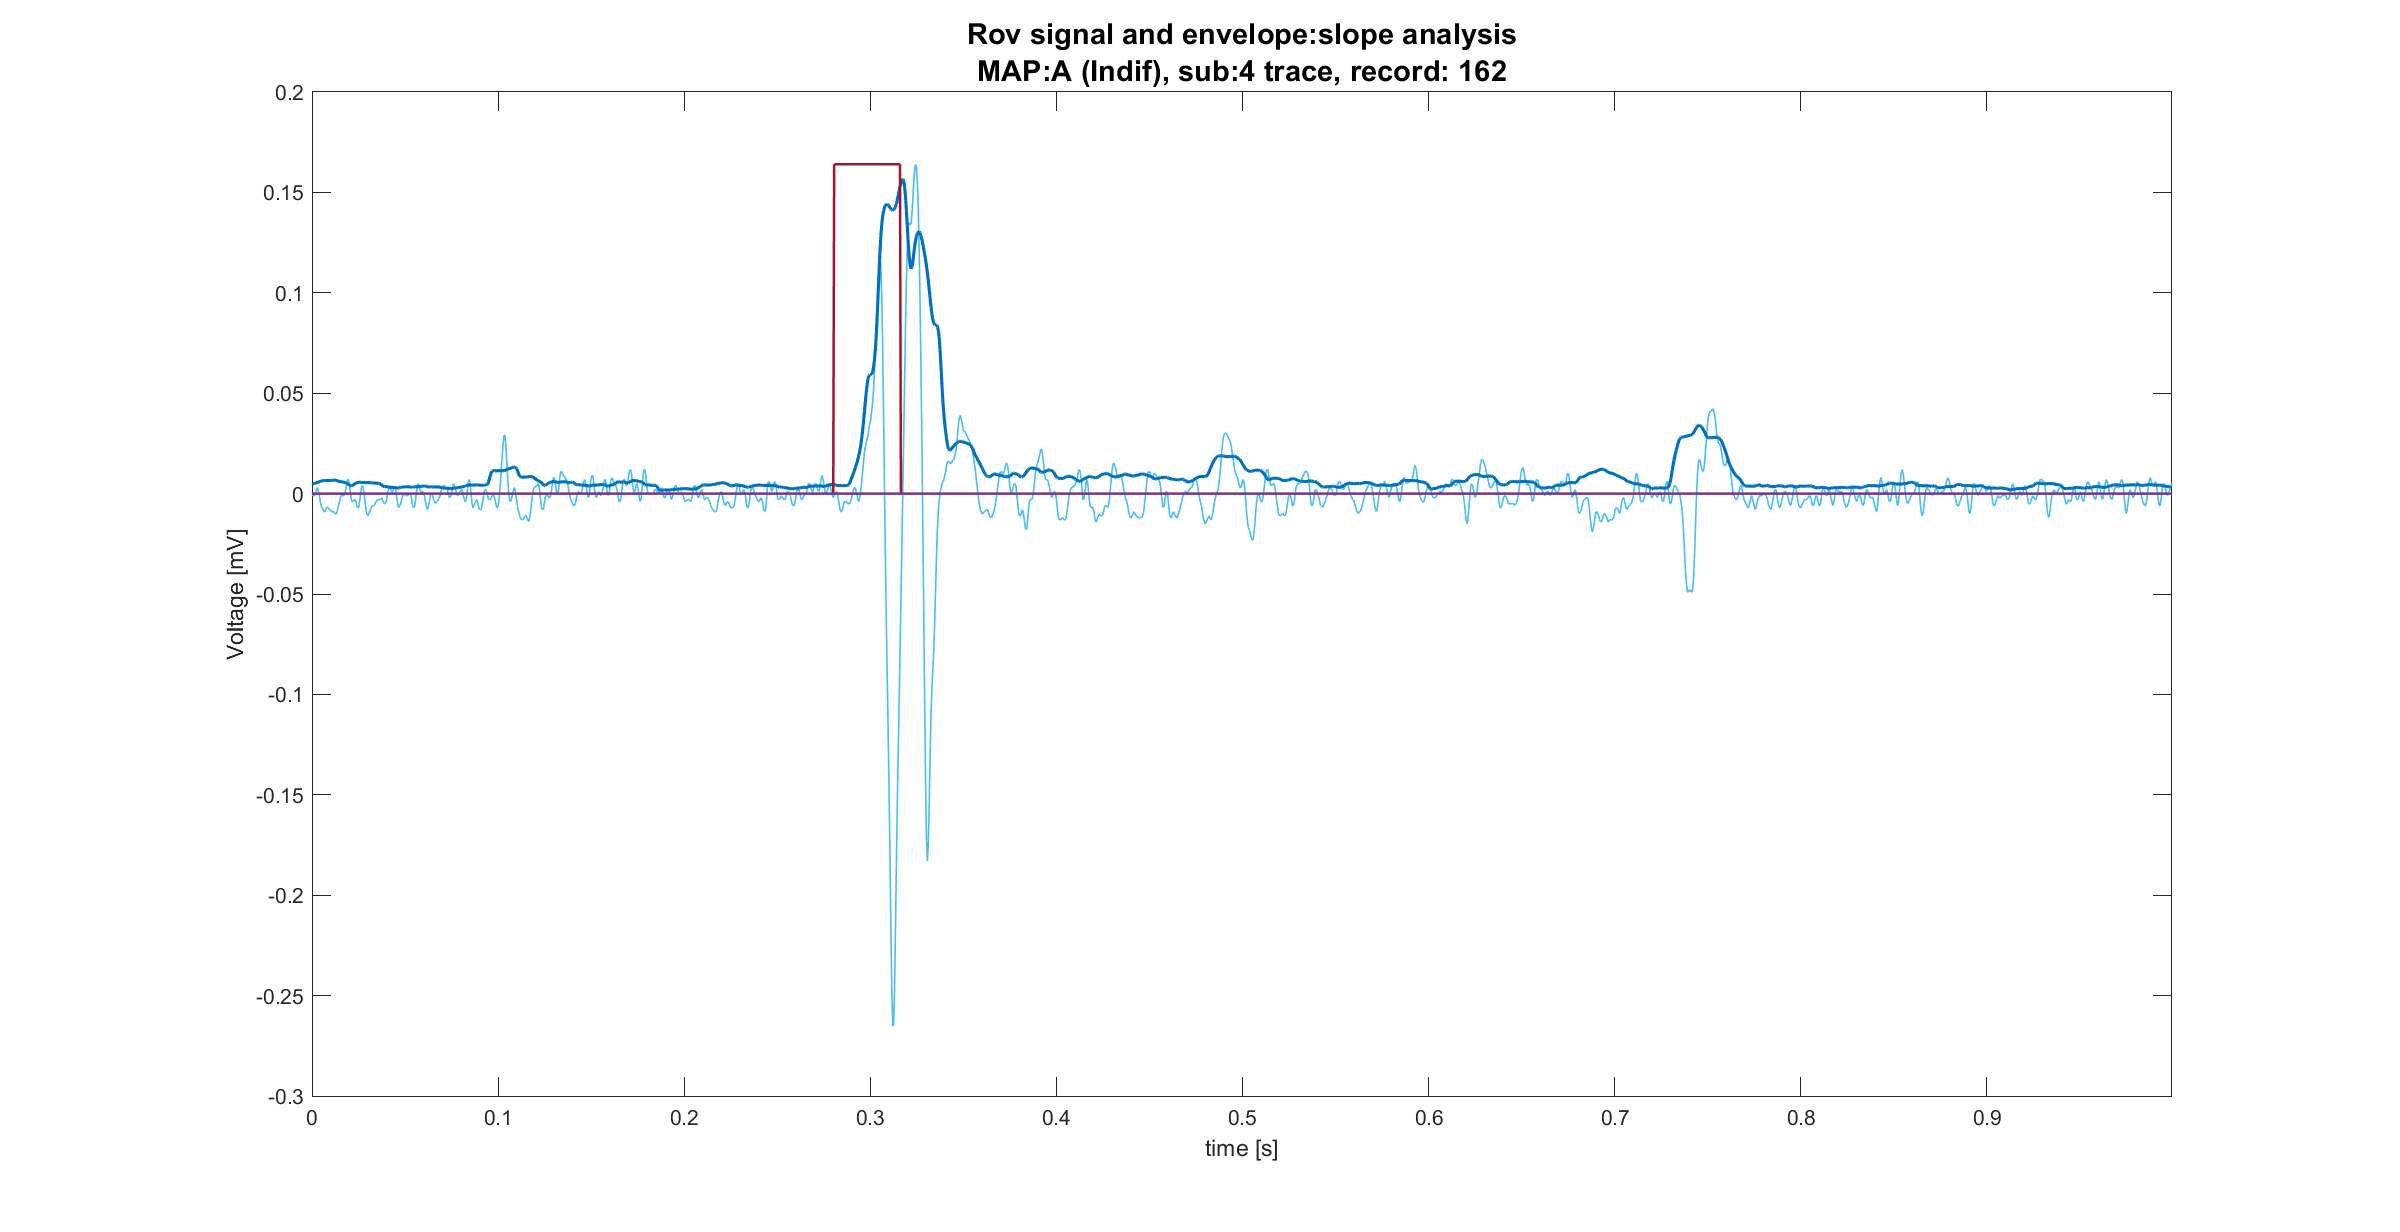 Rov signal and envelope:slope analysis
MAP:A (Indif), sub:4 trace, record: 162
0.2
0.15
0.1
0.05
0
-0.05
-0.1
-0.15
-0.2
-0.25
-0.3
Voltage [mV]
0 0.1 0.2 0.3 0.4 0.5 0.6 0.7 0.8 0.9
time [s]